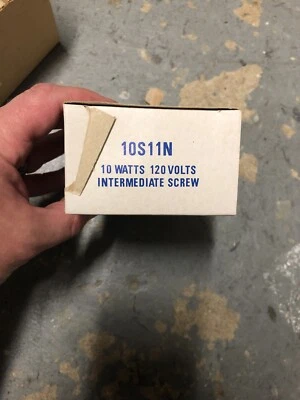 10S11N
10 WATTS 120 VOLTS
INTERMEDIATE SCREW